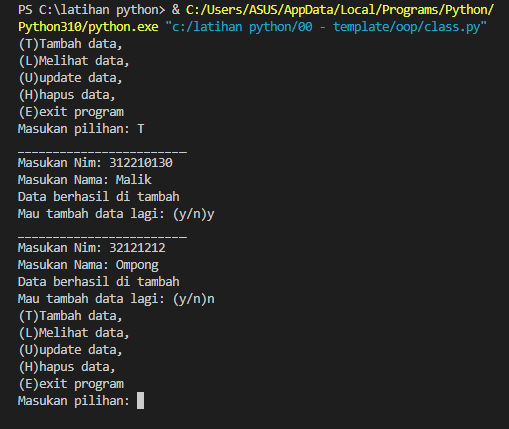 PS C:\latihan python> & C:/Users/ASUS/AppData/Local/Programs/Python/
Python310/python.exe "c:/latihan python/00 - template/oop/class.py"
(T)Tambah data,
(L)Melihat data,
(U)update data,
(H)hapus data,
(E)exit program
Masukan pilihan: T
_________________________
Masukan Nim: 312210130
Masukan Nama: Malik
Data berhasil di tambah
Mau tambah data lagi: (y/n)y
_________________________
Masukan Nim: 32121212
Masukan Nama: Ompong
Data berhasil di tambah
Mau tambah data lagi: (y/n)n
(T)Tambah data,
(L)Melihat data,
(U)update data,
(H)hapus data,
(E)exit program
Masukan pilihan: